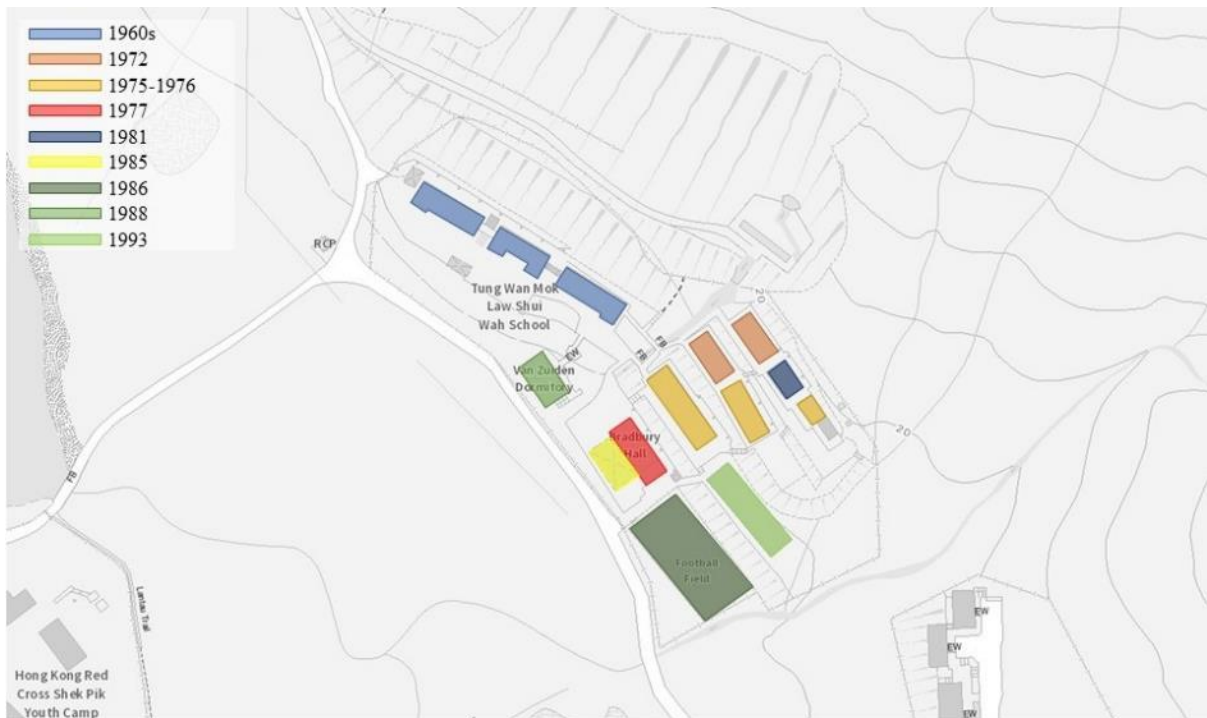 1960s
1972
1975-1976
1977
1981
1985
1986
1988
1993
RCP
Tung Wan Mok
Law Shui
Wah School
20
FB
FB
EW
Van Zuiden
Dormitory
Bradbury
Hall
20
FB
Football
Field
Lantau Trail
EW
EW
EW
Hong Kong Red
Cross Shek Pik
Youth Camp